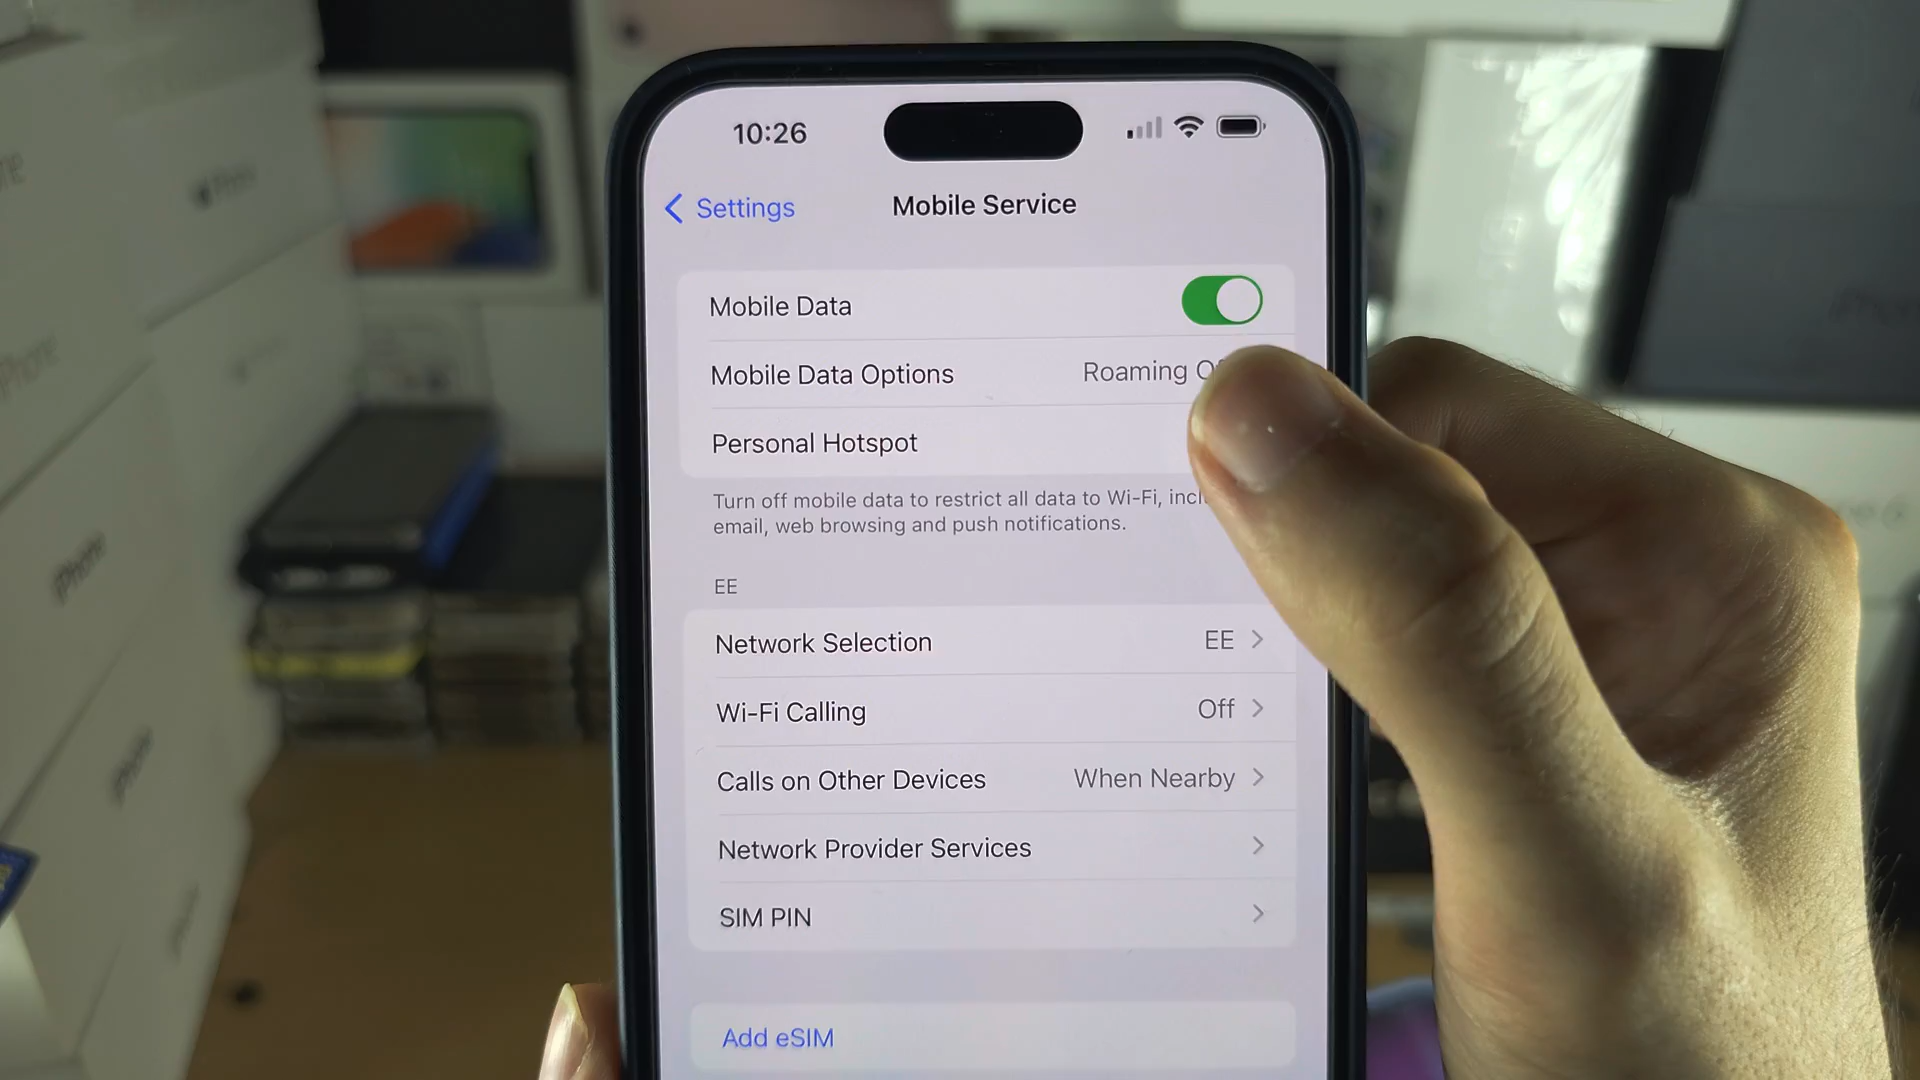 10:26
Settings
Mobile Service
Mobile Data
Mobile Data Options
Roaming
Personal Hotspot
Turn off mobile data to restrict all data to Wi-Fi,
email, web browsing and push notifications.
EE
Network Selection
EE
Wi-Fi Calling
Off
Calls on Other Devices
When Nearby
Network Provider Services
SIM PIN
Add eSIM
iPhone
iPhone